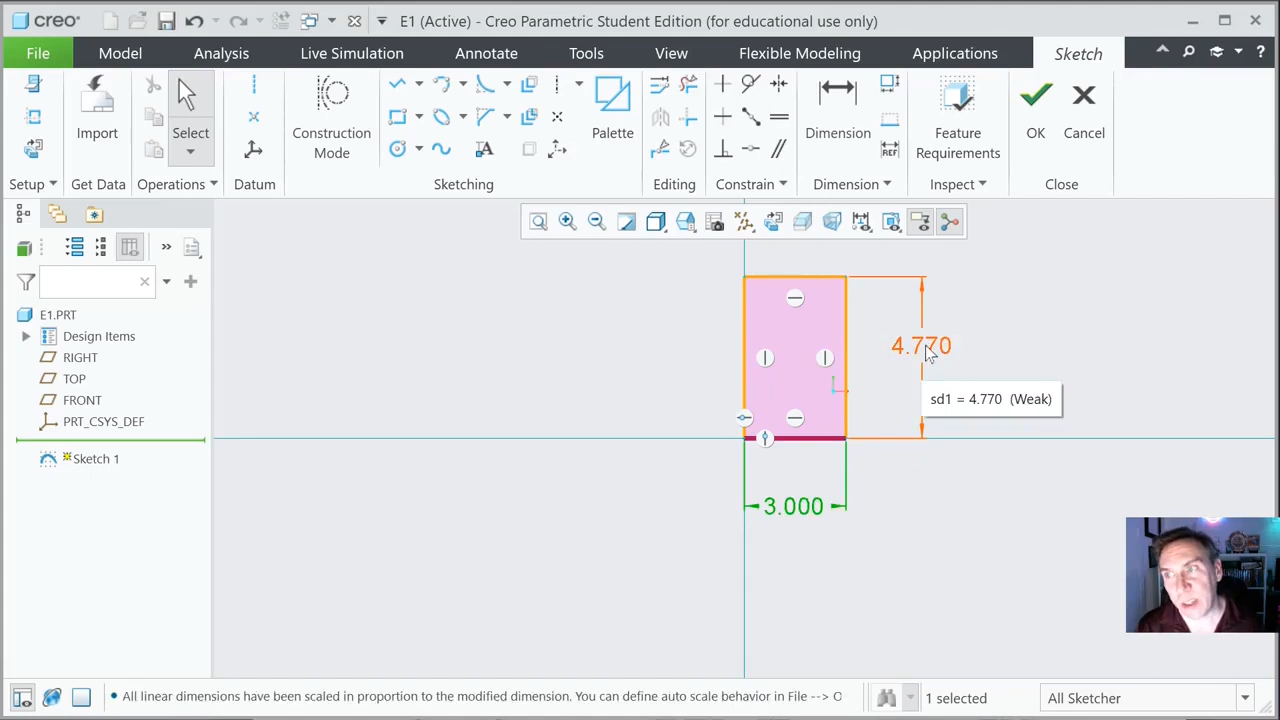 creo
E1 (Active) - Creo Parametric Student Edition (for educational use only)
File
Model
Analysis
Live Simulation
Annotate
Tools
View
Flexible Modeling
Applications
Sketch
Import
Select
Construction
Mode
Palette
Dimension
REF
Feature
Requirements
OK
Cancel
Setup
Get Data
Operations
Datum
Sketching
Editing
Constrain
Dimension
Inspect
Close
E1.PRT
Design Items
RIGHT
TOP
FRONT
PRT_CSYS_DEF
Sketch 1
4.770
sd1 = 4.770 (Weak)
3.000
• All linear dimensions have been scaled in proportion to the modified dimension. You can define auto scale behavior in File --> O
1 selected
All Sketcher